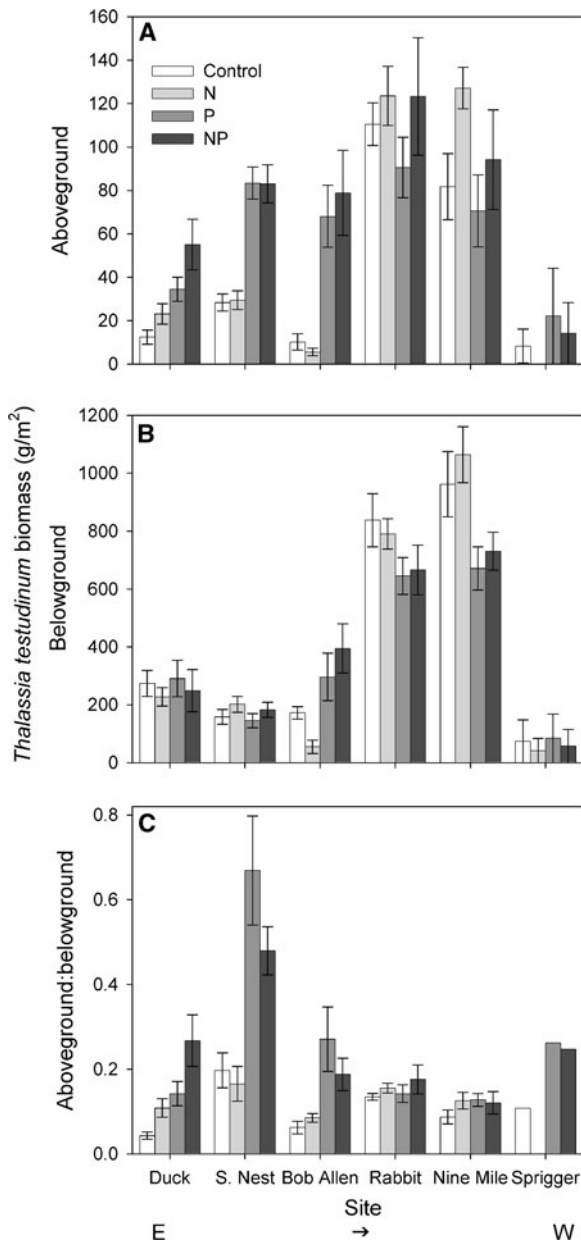 A
Control
N
P
NP
160
140
120
100
80
60
40
20
0
Aboveground
B
1200
1000
800
600
400
200
0
Thalassia testudinum biomass (g/m²)
Belowground
C
0.8
0.6
0.4
0.2
0.0
Aboveground:belowground
Duck S. Nest Bob Allen Rabbit Nine Mile Sprigger
Site
E → W